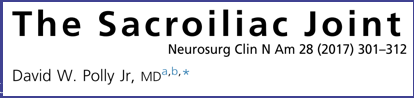 The Sacroiliac Joint
Neurosurg Clin N Am 28 (2017) 301–312
David W. Polly Jr, MDa,b,*